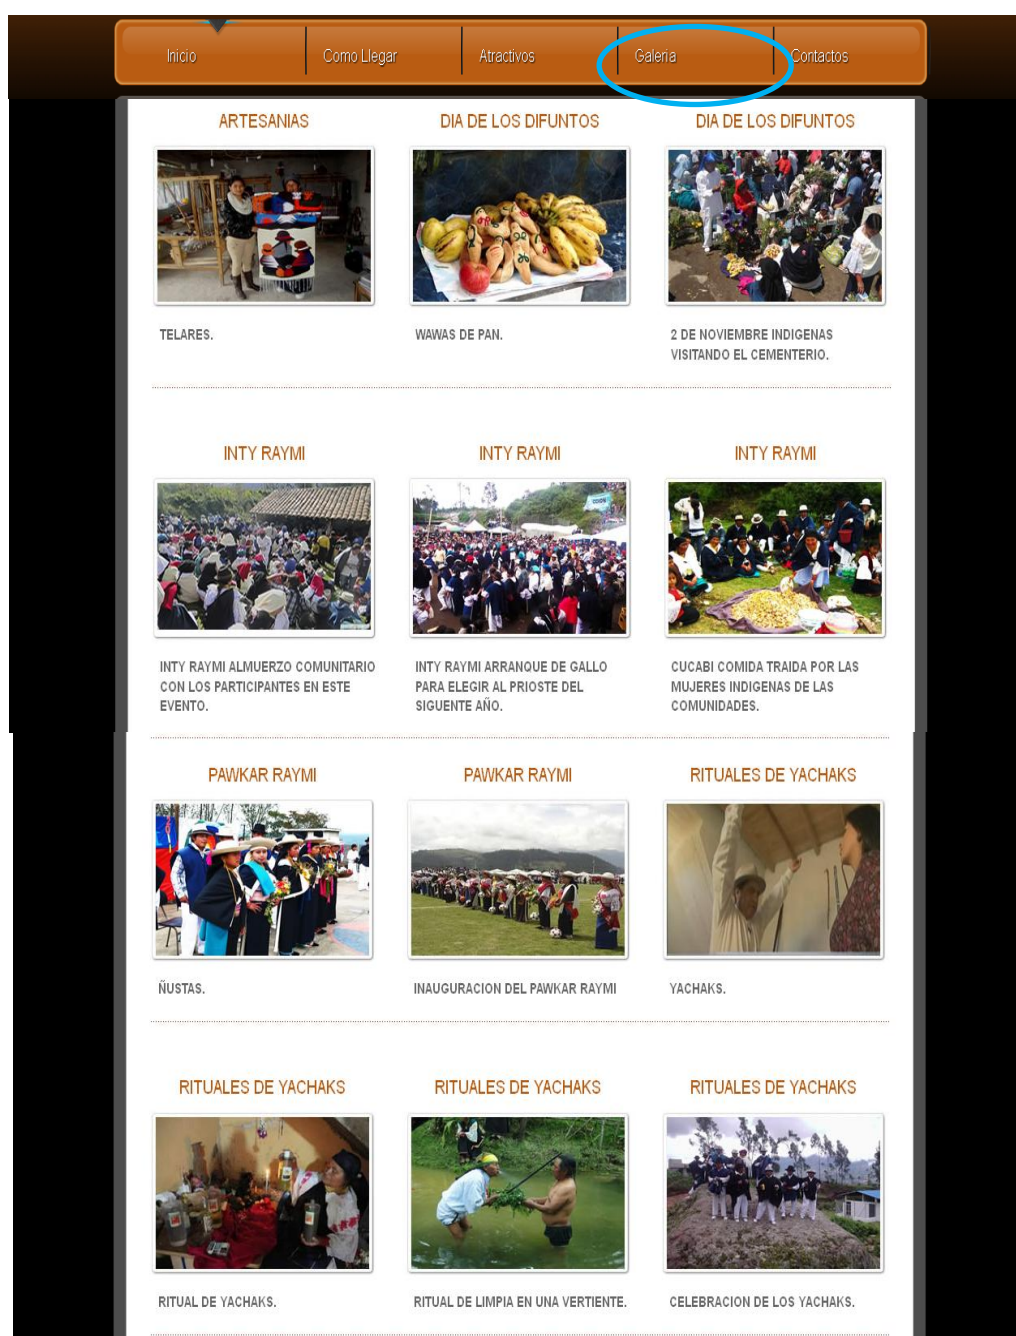 Inicio
Como Llegar
Atractivos
Galeria
Contactos
ARTESANIAS
DIA DE LOS DIFUNTOS
DIA DE LOS DIFUNTOS
TELARES.
WAWAS DE PAN.
2 DE NOVIEMBRE INDIGENAS
VISITANDO EL CEMENTERIO.
INTY RAYMI
INTY RAYMI
INTY RAYMI
INTY RAYMI ALMUERZO COMUNITARIO
CON LOS PARTICIPANTES EN ESTE
EVENTO.
INTY RAYMI ARRANQUE DE GALLO
PARA ELEGIR AL PRIOSTE DEL
SIGUENTE AÑO.
CUCABI COMIDA TRAIDA POR LAS
MUJERES INDIGENAS DE LAS
COMUNIDADES.
PAWKAR RAYMI
PAWKAR RAYMI
RITUALES DE YACHAKS
ÑUSTAS.
INAUGURACION DEL PAWKAR RAYMI
YACHAKS.
RITUALES DE YACHAKS
RITUALES DE YACHAKS
RITUALES DE YACHAKS
RITUAL DE YACHAKS.
RITUAL DE LIMPIA EN UNA VERTIENTE.
CELEBRACION DE LOS YACHAKS.